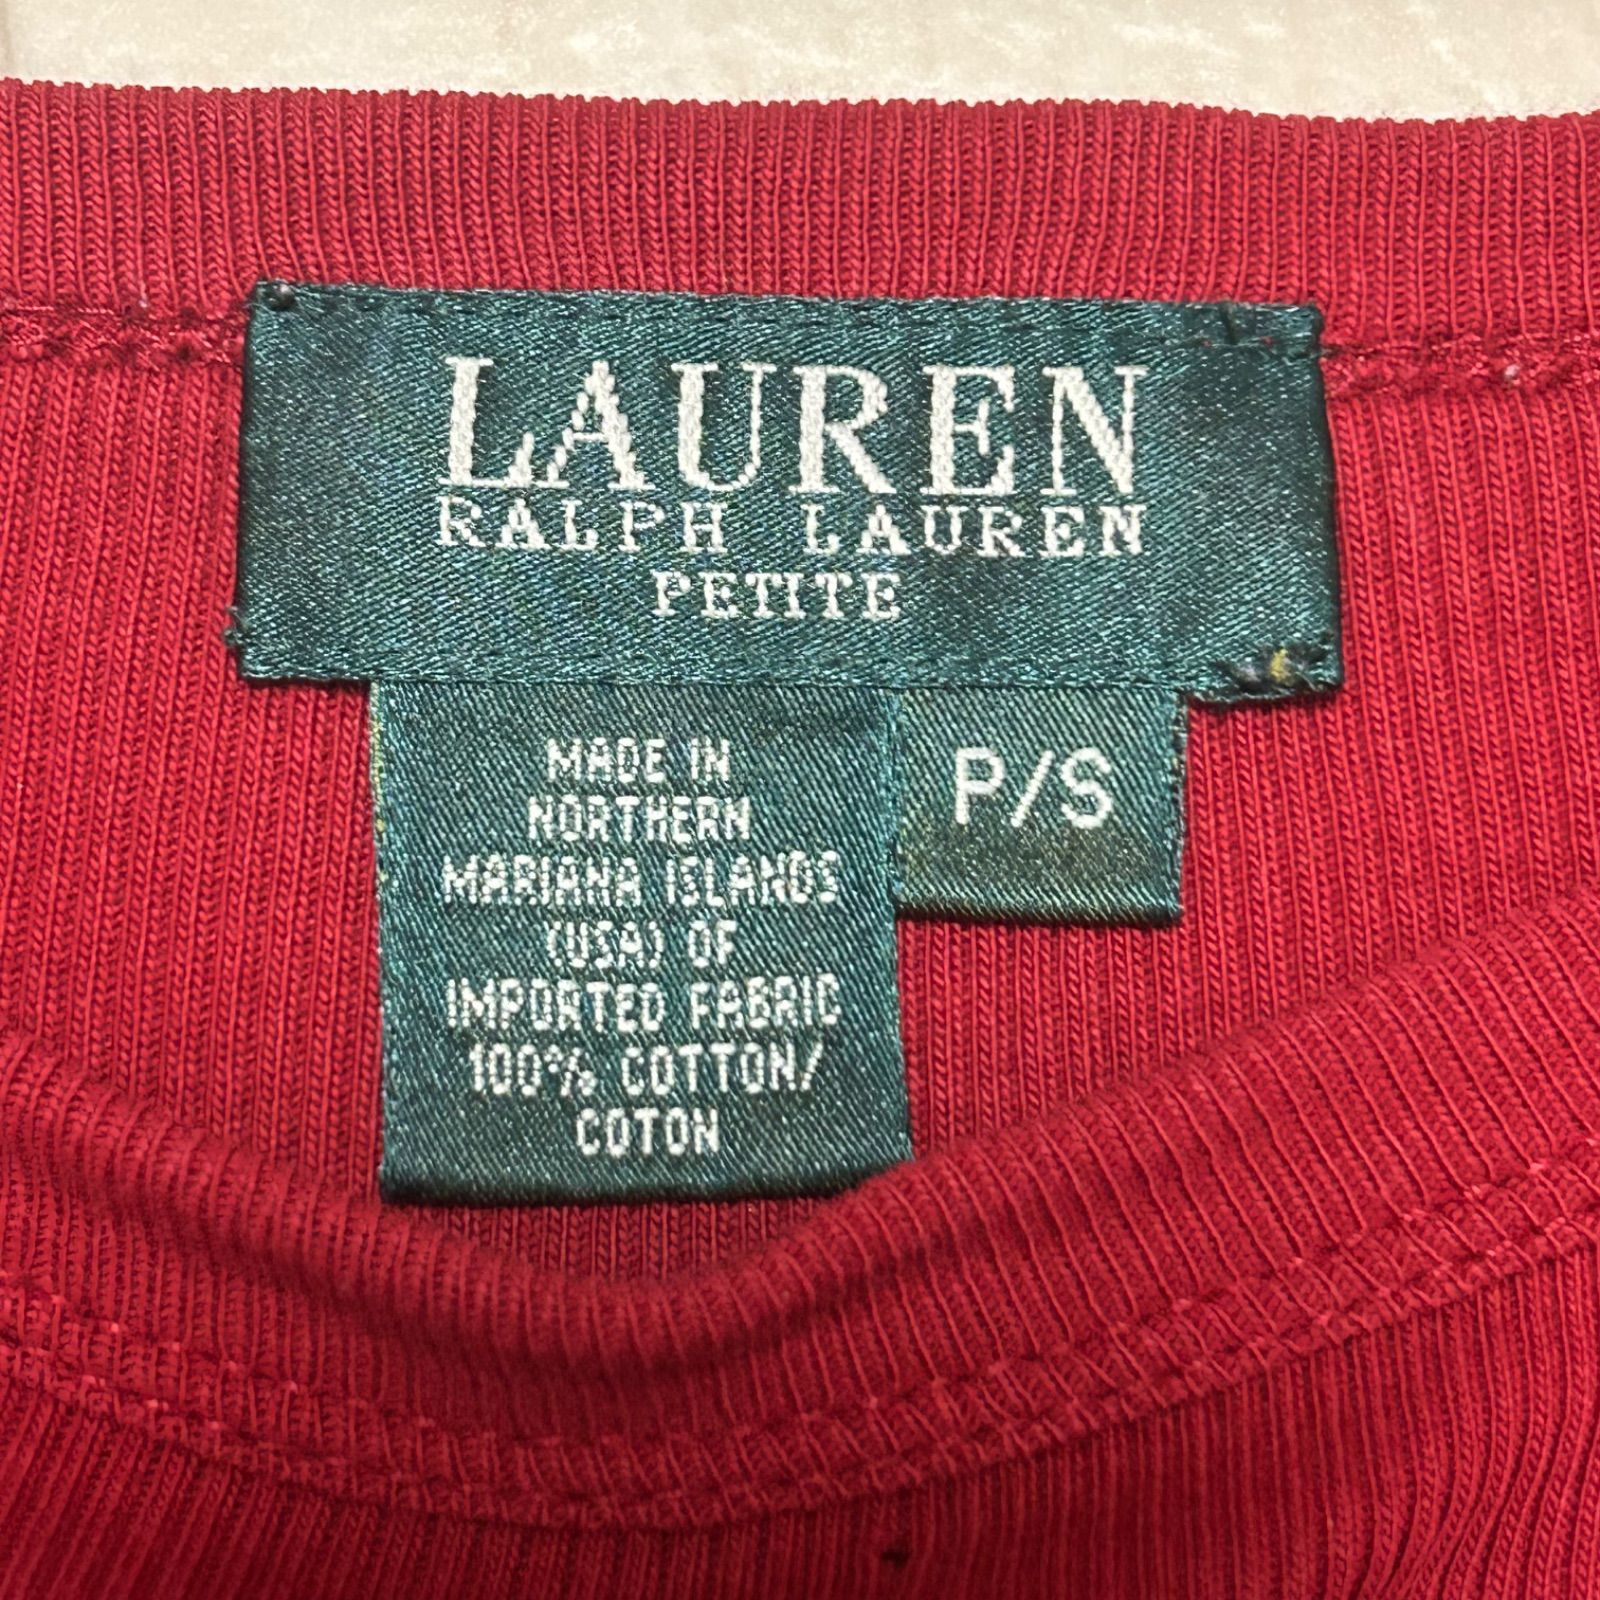 LAUREN
RALPH LAUREN
PETITE
MADE IN
NORTHERN
MARIANA ISLANDS
(USA) OF
IMPORTED FABRIC
100% COTTON/
COTON
P/S